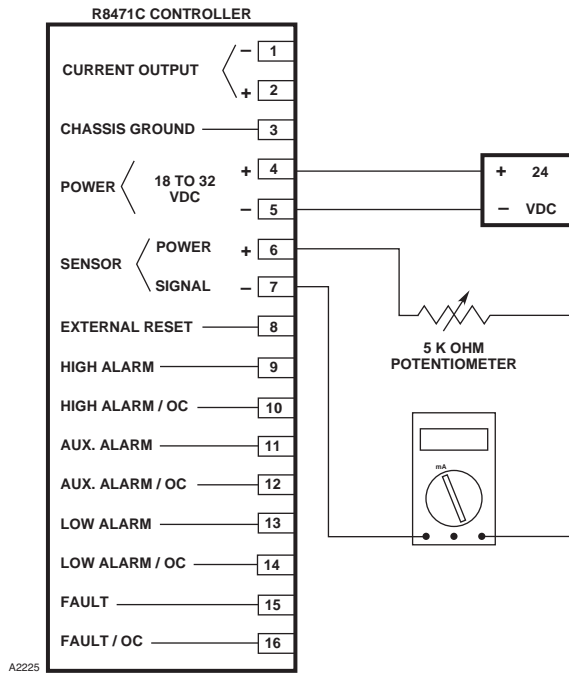 R8471C CONTROLLER
CURRENT OUTPUT
– 1
+ 2
CHASSIS GROUND 3
POWER
18 TO 32
VDC
+ 4
– 5
+ 24
– VDC
SENSOR
POWER + 6
SIGNAL – 7
5 K OHM
POTENTIOMETER
EXTERNAL RESET 8
HIGH ALARM 9
HIGH ALARM / OC 10
AUX. ALARM 11
AUX. ALARM / OC 12
LOW ALARM 13
LOW ALARM / OC 14
FAULT 15
FAULT / OC 16
mA
A2225